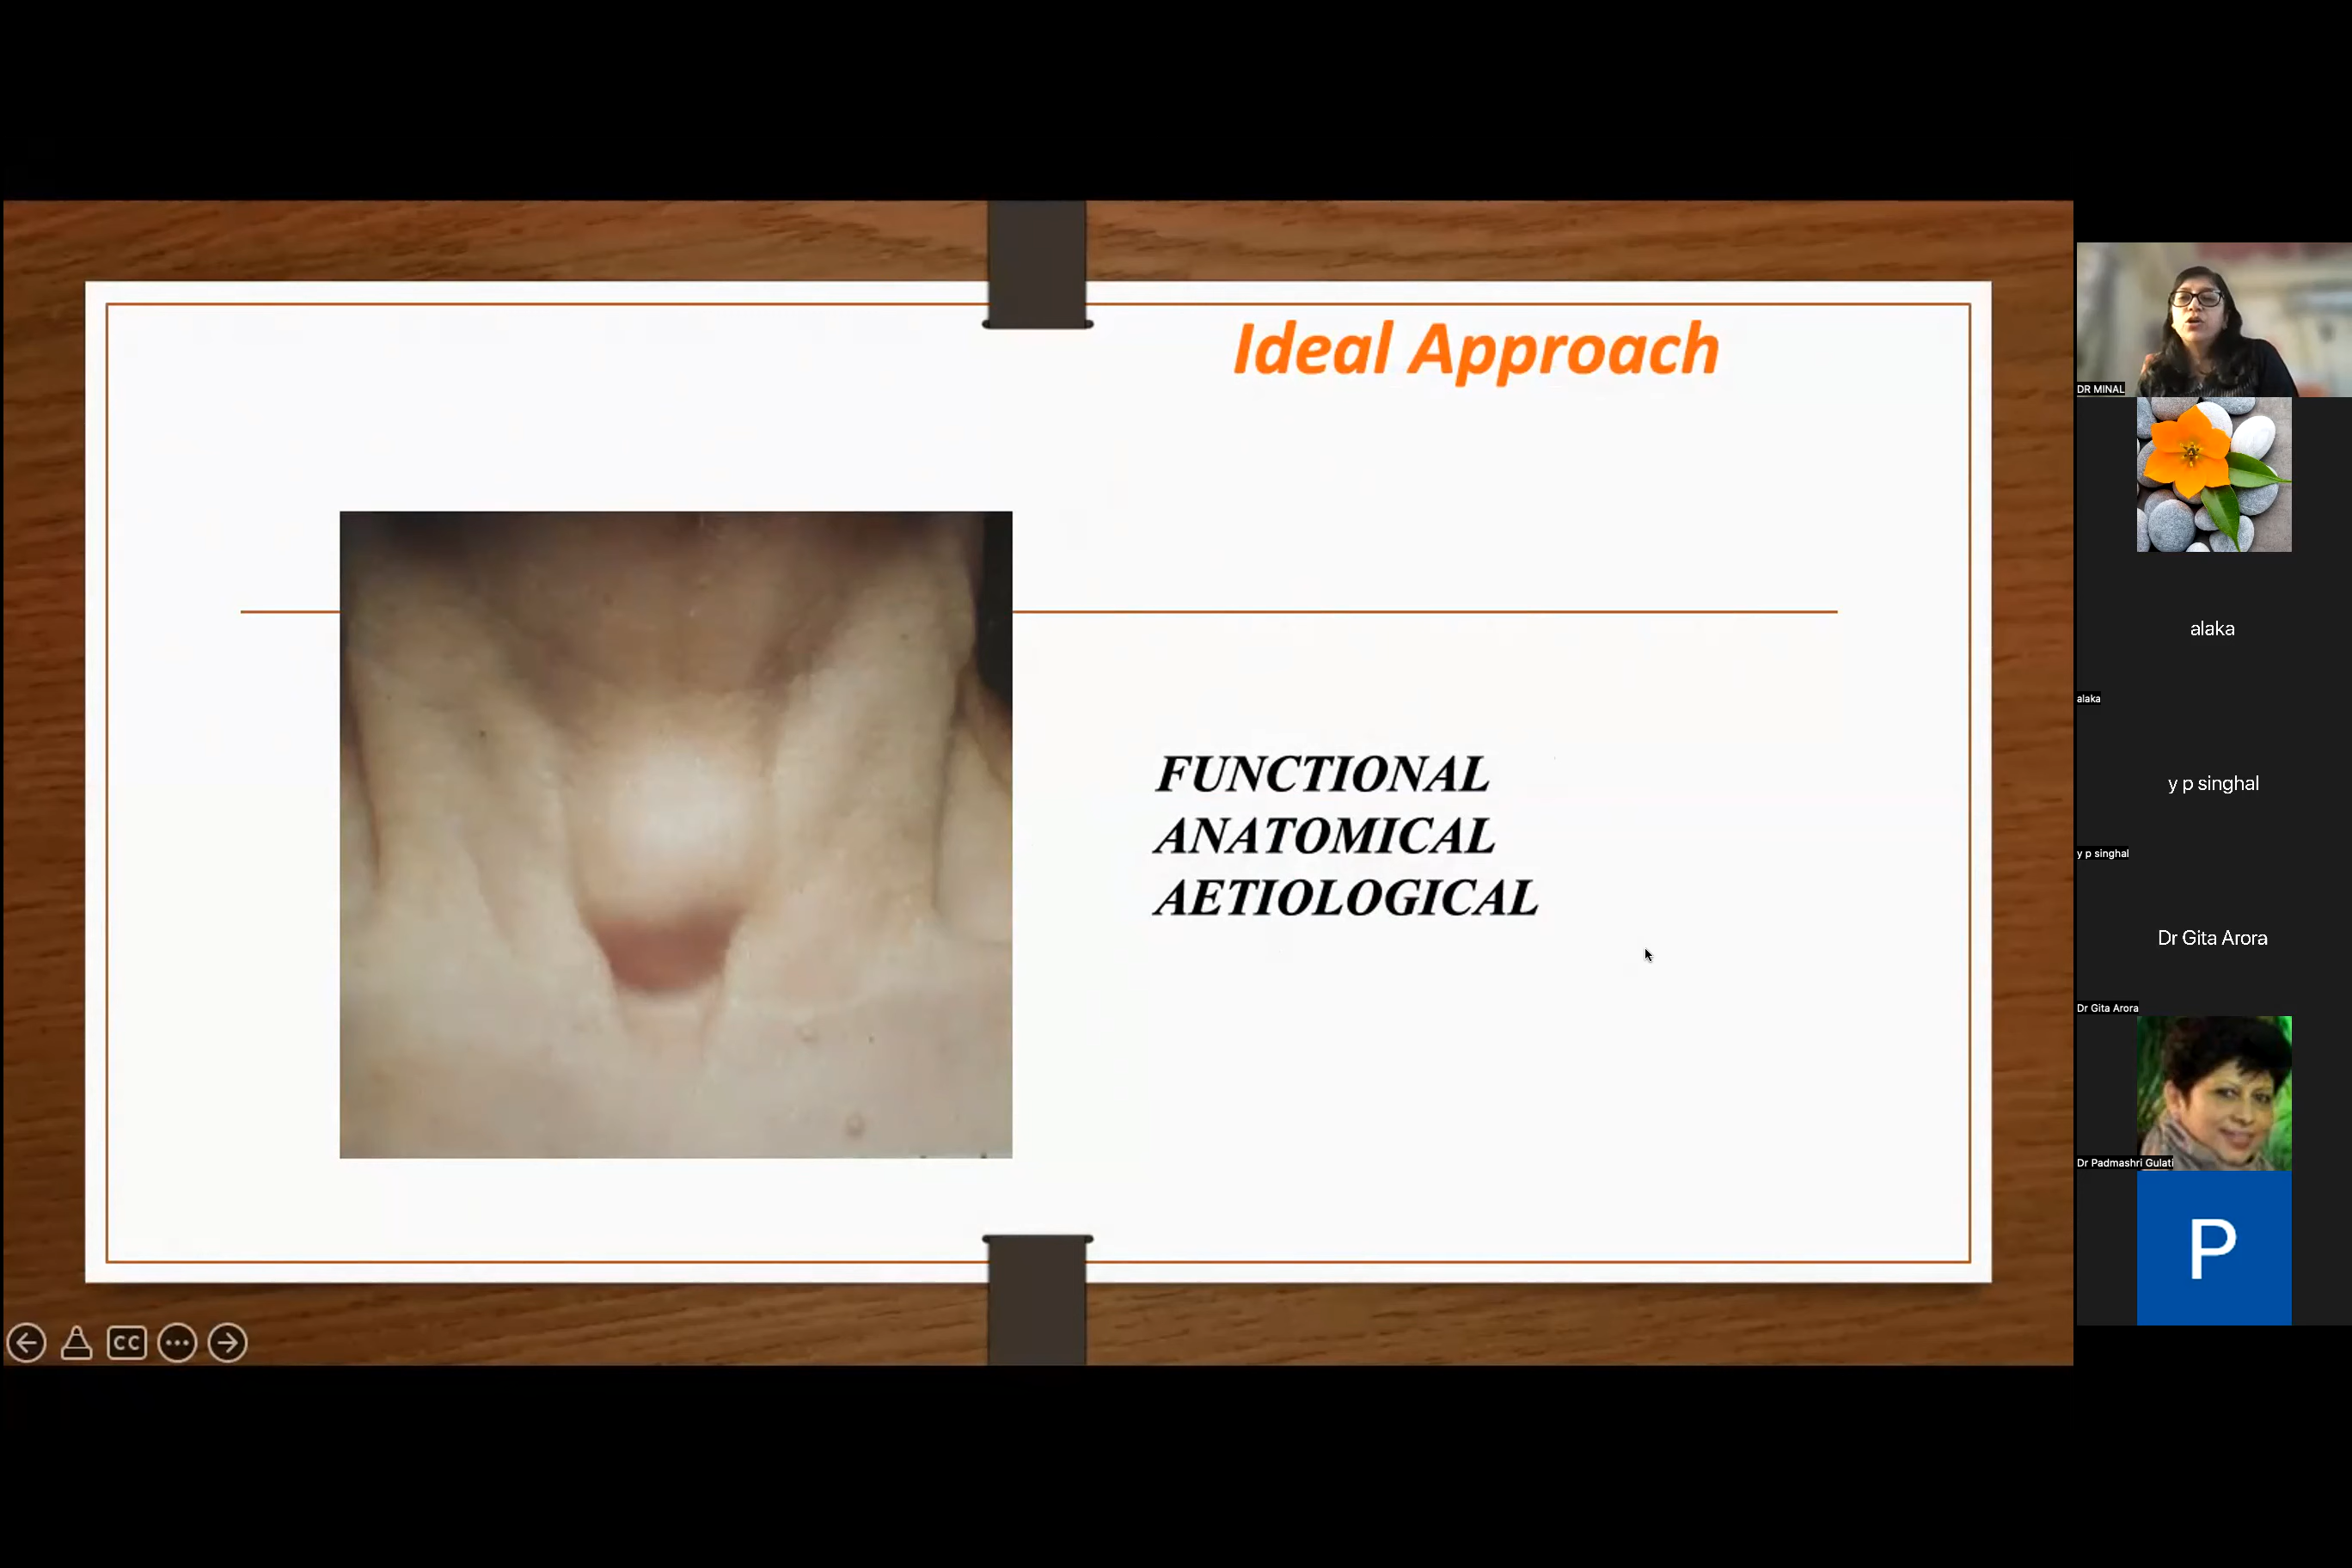 Ideal Approach
FUNCTIONAL
ANATOMICAL
AETIOLOGICAL
CC
DR MINAL
alaka
alaka
y p singhal
y p singhal
Dr Gita Arora
Dr Gita Arora
Dr Padmashri Gulati
P